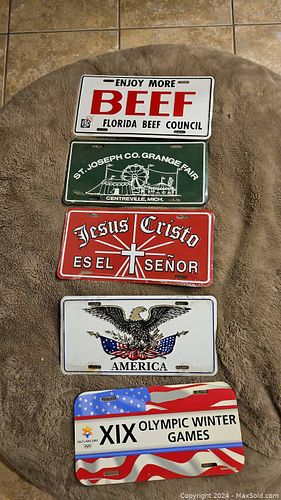 ENJOY MORE
BEEF
FLORIDA BEEF COUNCIL
ST. JOSEPH CO. GRANGE FAIR
CENTREVILLE, MICH.
Jesus Cristo
ES EL SEÑOR
AMERICA
XIX OLYMPIC WINTER
GAMES
Copyright 2024 - MaxSold.com